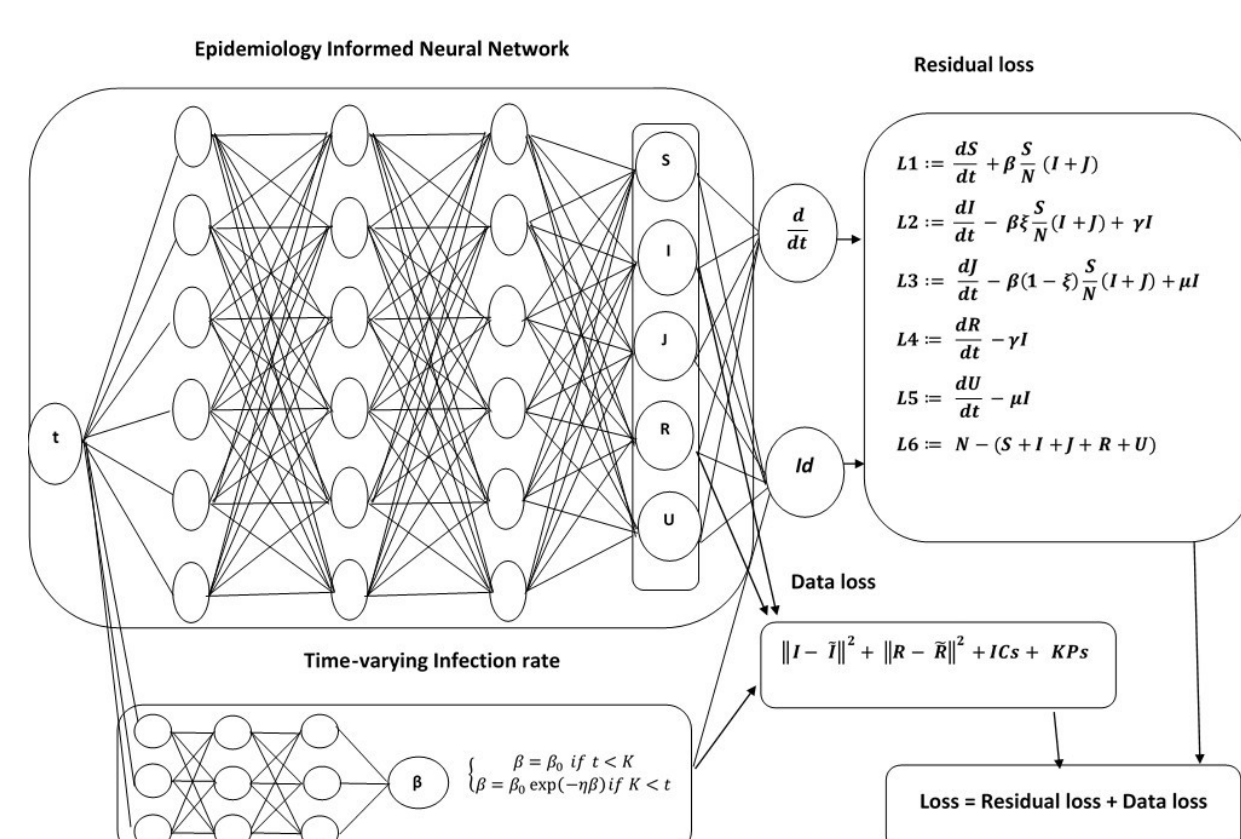 Epidemiology Informed Neural Network
Residual loss
t
S
I
J
R
U
d/dt
Id
L1 := dS/dt + β S/N (I + J)
L2 := dI/dt − βξ S/N (I + J) + γI
L3 := dJ/dt − β(1 − ξ) S/N (I + J) + μI
L4 := dR/dt − γI
L5 := dU/dt − μI
L6 := N − (S + I + J + R + U)
Data loss
‖I − Ĩ‖² + ‖R − R̃‖² + ICs + KPs
Time-varying Infection rate
β
{ β = β₀ if t < K
β = β₀ exp(−ηβ) if K < t
Loss = Residual loss + Data loss